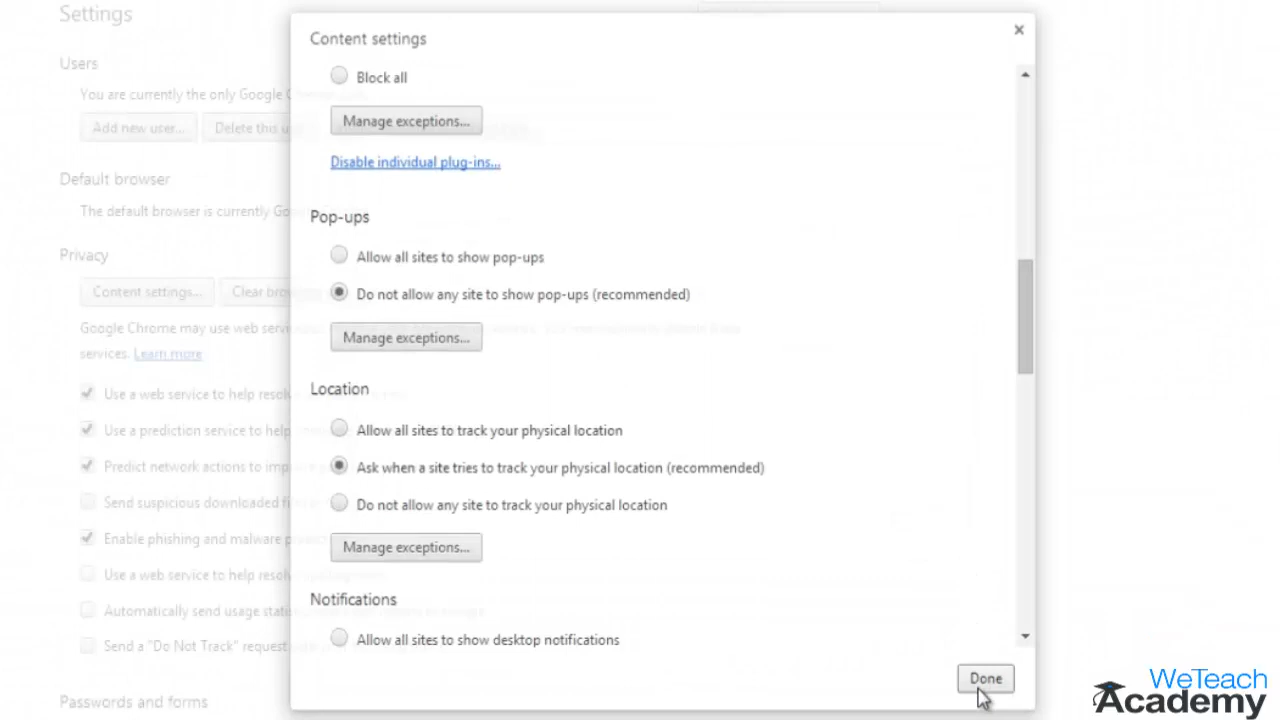 Settings
Users
You are currently the only Google
Add new user...
Delete this
Default browser
The default browser is currently
Privacy
Content settings...
Clear
Google Chrome may use web
services. Learn more
Use a web service to help
Use a prediction service to help
Predict network actions to
Send suspicious downloaded
Enable phishing and malware
Use a web service to help
Automatically send usage
Send a "Do Not Track" request
Passwords and forms
Content settings
Block all
Manage exceptions...
Disable individual plug-ins...
Pop-ups
Allow all sites to show pop-ups
Do not allow any site to show pop-ups (recommended)
Manage exceptions...
Location
Allow all sites to track your physical location
Ask when a site tries to track your physical location (recommended)
Do not allow any site to track your physical location
Manage exceptions...
Notifications
Allow all sites to show desktop notifications
Done
WeTeach
Academy